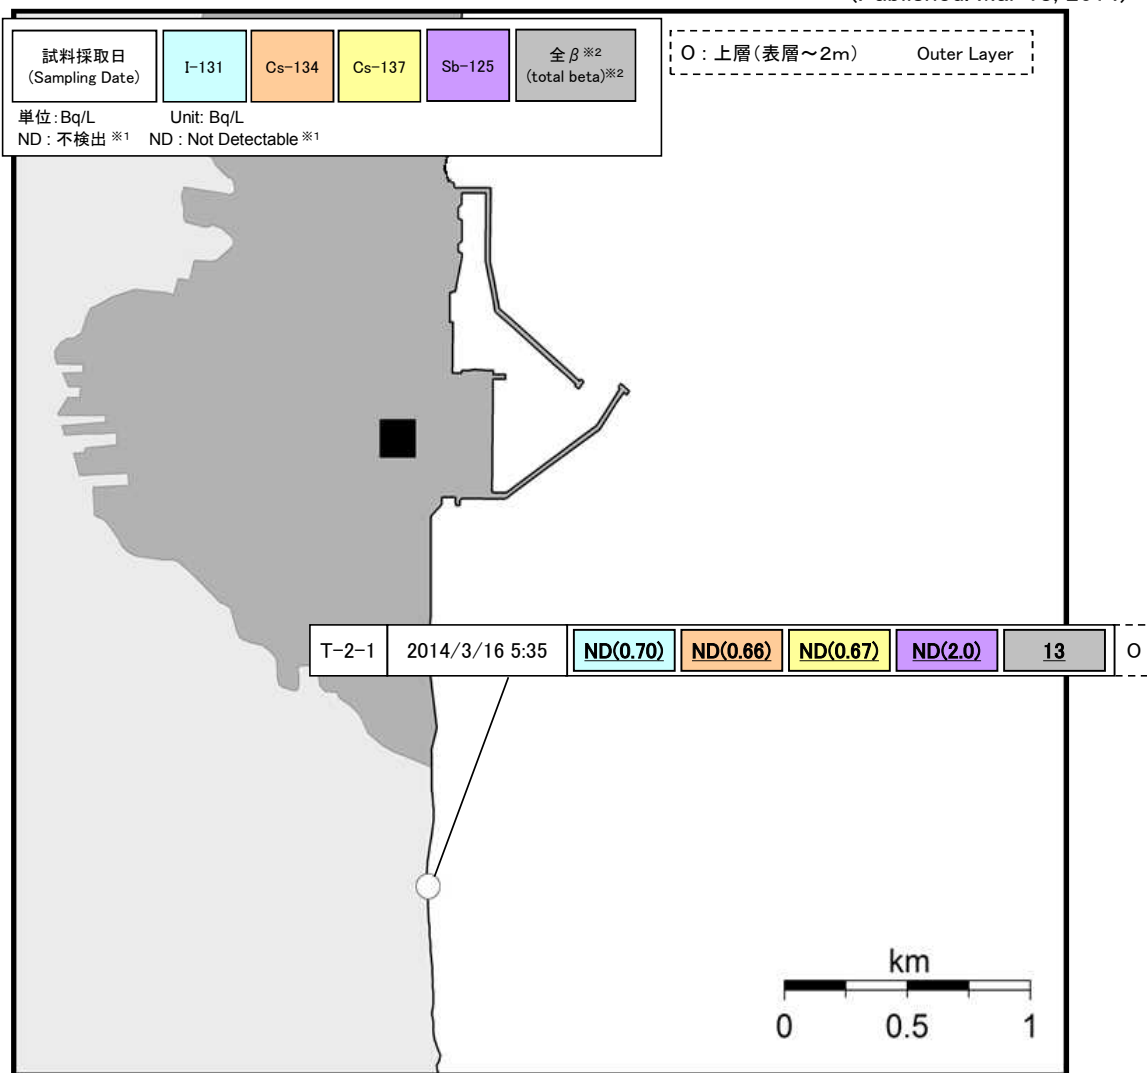 試料採取日
(Sampling Date)
I-131
Cs-134
Cs-137
Sb-125
全β※2
(total beta)※2
単位:Bq/L Unit: Bq/L
ND : 不検出 ※1 ND : Not Detectable ※1
O : 上層(表層～2m) Outer Layer
T-2-1 2014/3/16 5:35 ND(0.70) ND(0.66) ND(0.67) ND(2.0) 13 O
km
0 0.5 1